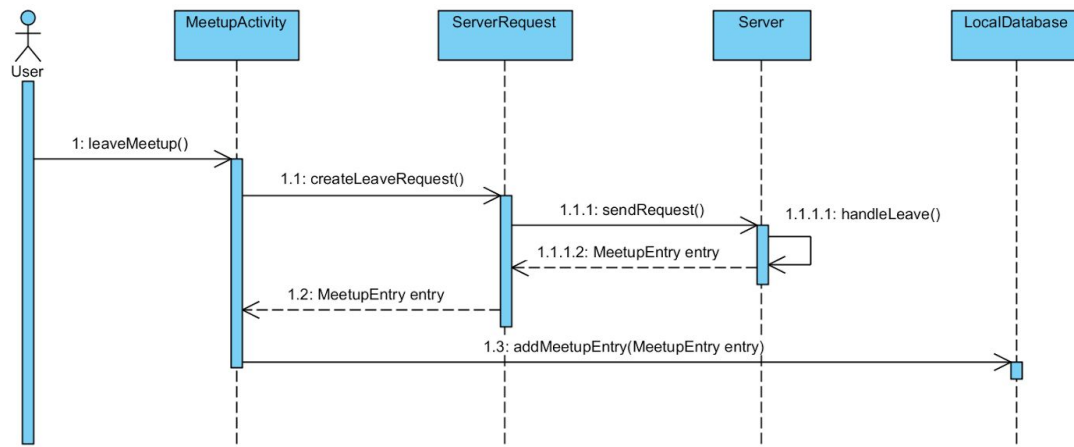 MeetupActivity
ServerRequest
Server
LocalDatabase
User
1: leaveMeetup()
1.1: createLeaveRequest()
1.1.1: sendRequest()
1.1.1.1: handleLeave()
1.1.1.2: MeetupEntry entry
1.2: MeetupEntry entry
1.3: addMeetupEntry(MeetupEntry entry)